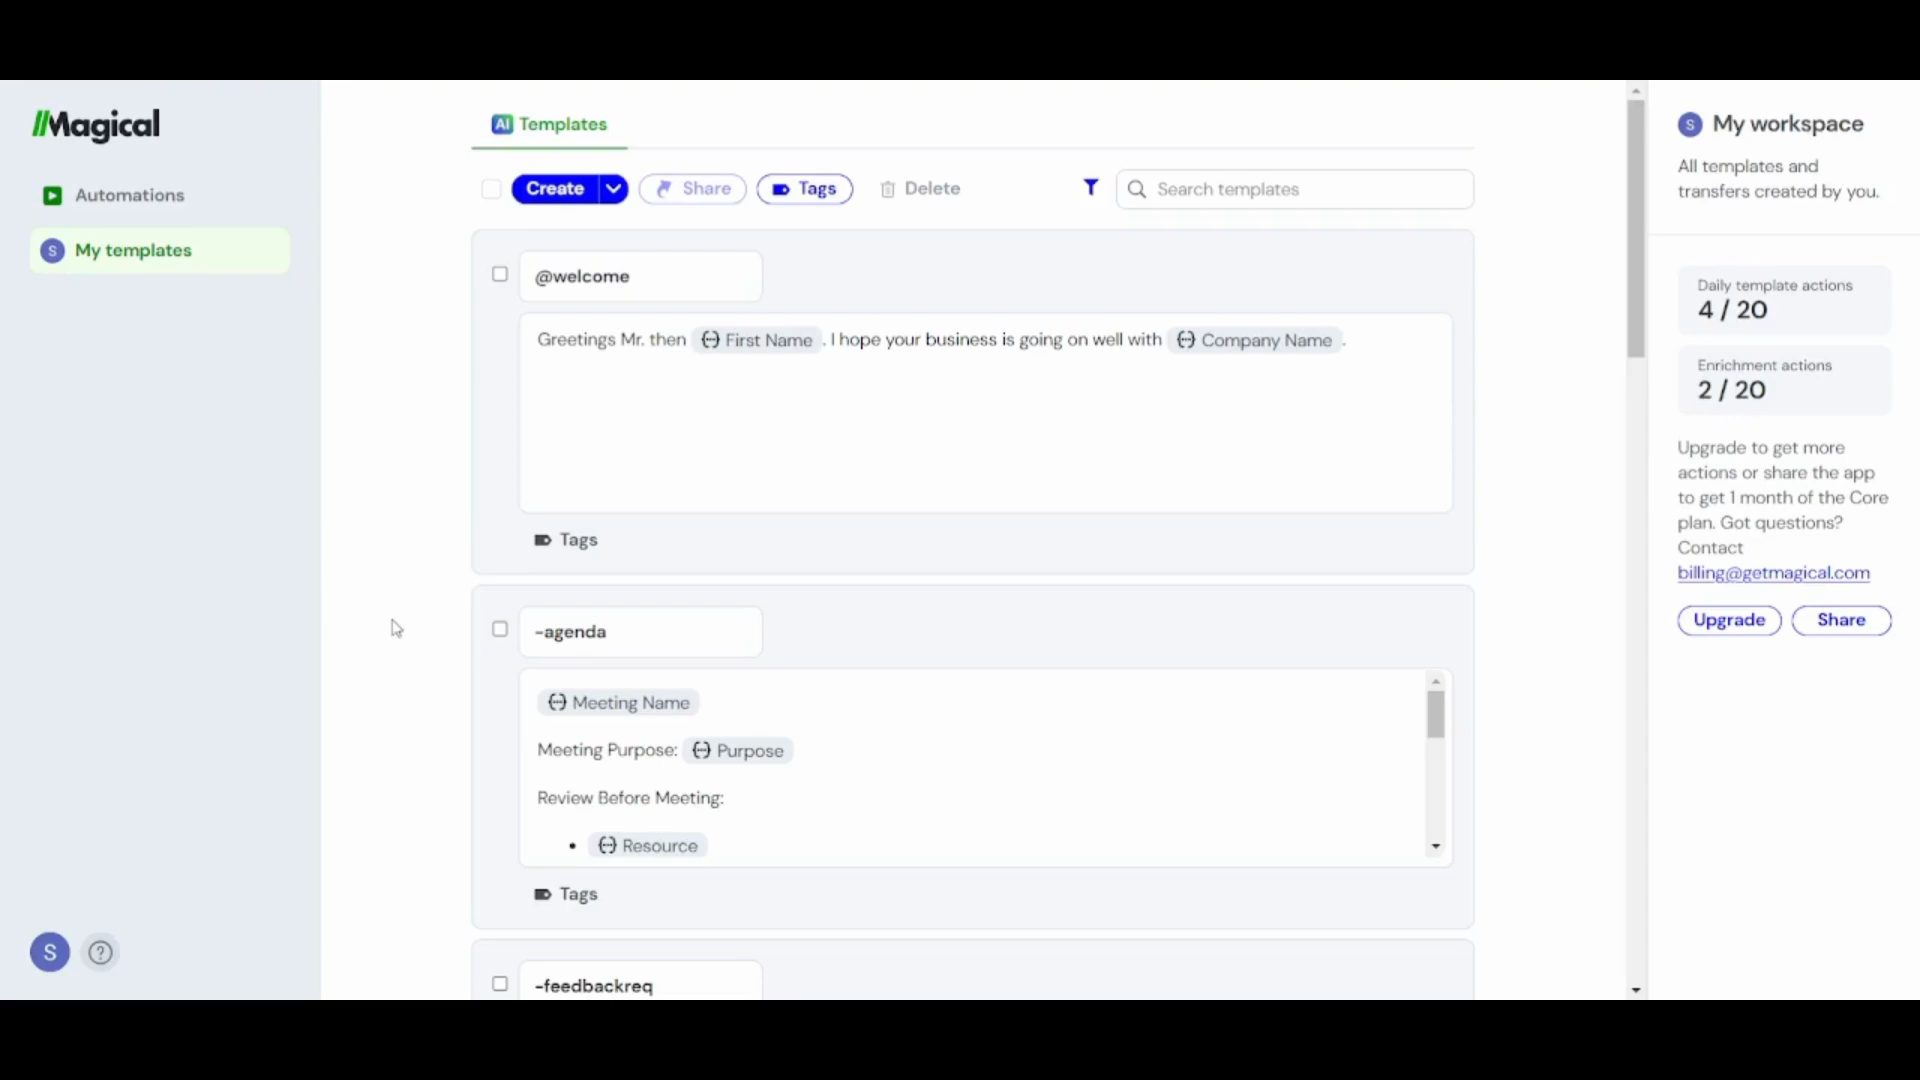 Magical
Automations
S My templates
AI Templates
Create Share Tags Delete Search templates
@welcome
Greetings Mr. then First Name . I hope your business is going on well with Company Name .
Tags
-agenda
Meeting Name
Meeting Purpose: Purpose
Review Before Meeting:
• Resource
Tags
-feedbackreq
S ?
S My workspace
All templates and
transfers created by you.
Daily template actions
4 / 20
Enrichment actions
2 / 20
Upgrade to get more
actions or share the app
to get 1 month of the Core
plan. Got questions?
Contact
billing@getmagical.com
Upgrade Share